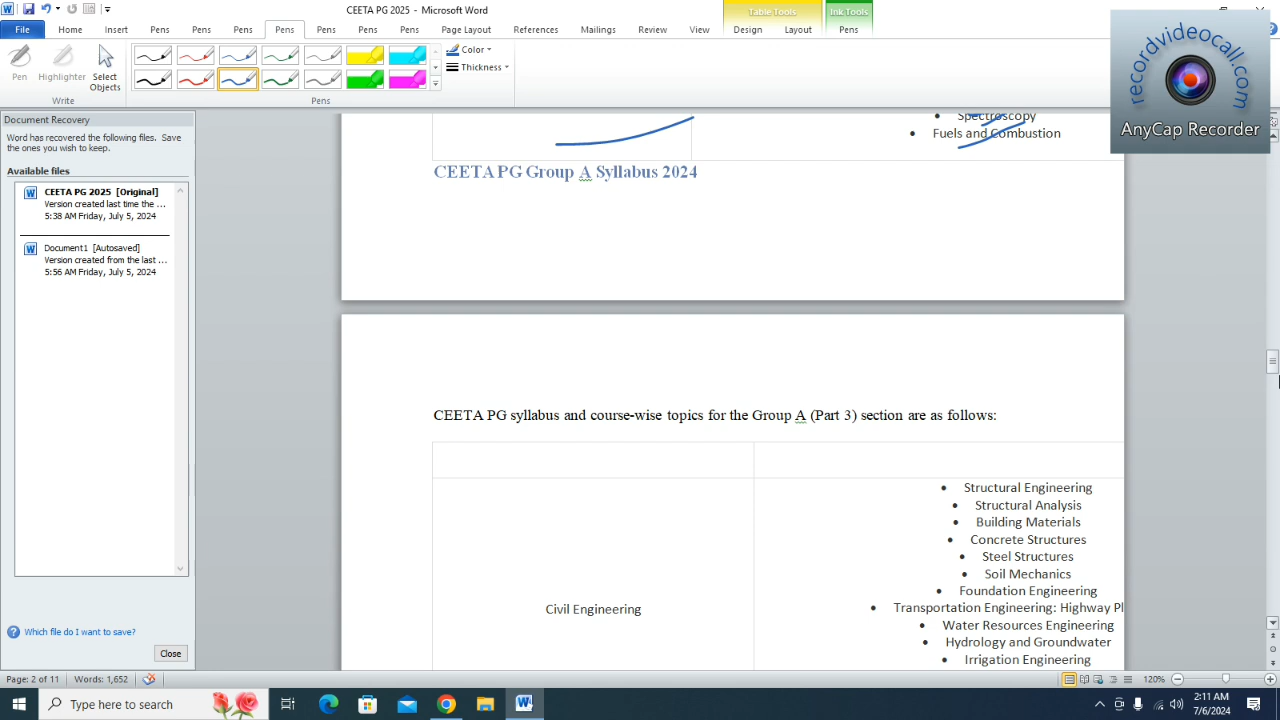 CEETA PG 2025 - Microsoft Word
Table Tools
Ink Tools
File
Home
Insert
Pens
Pens
Pens
Pens
Pens
Pens
Pens
Page Layout
References
Mailings
Review
View
Design
Layout
Pens
Pen
Highlighter
Select
Objects
Color
Thickness
Write
Pens
recordvideocall.com
AnyCap Recorder
Document Recovery
Word has recovered the following files. Save
the ones you wish to keep.
Available files
CEETA PG 2025 [Original]
Version created last time the ...
5:38 AM Friday, July 5, 2024
Document1 [Autosaved]
Version created from the last ...
5:56 AM Friday, July 5, 2024
Which file do I want to save?
Close
• Spectroscopy
• Fuels and Combustion
CEETA PG Group A Syllabus 2024
CEETA PG syllabus and course-wise topics for the Group A (Part 3) section are as follows:
Civil Engineering
• Structural Engineering
• Structural Analysis
• Building Materials
• Concrete Structures
• Steel Structures
• Soil Mechanics
• Foundation Engineering
• Transportation Engineering: Highway Pl
• Water Resources Engineering
• Hydrology and Groundwater
• Irrigation Engineering
Page: 2 of 11
Words: 1,652
120%
Type here to search
2:11 AM
7/6/2024